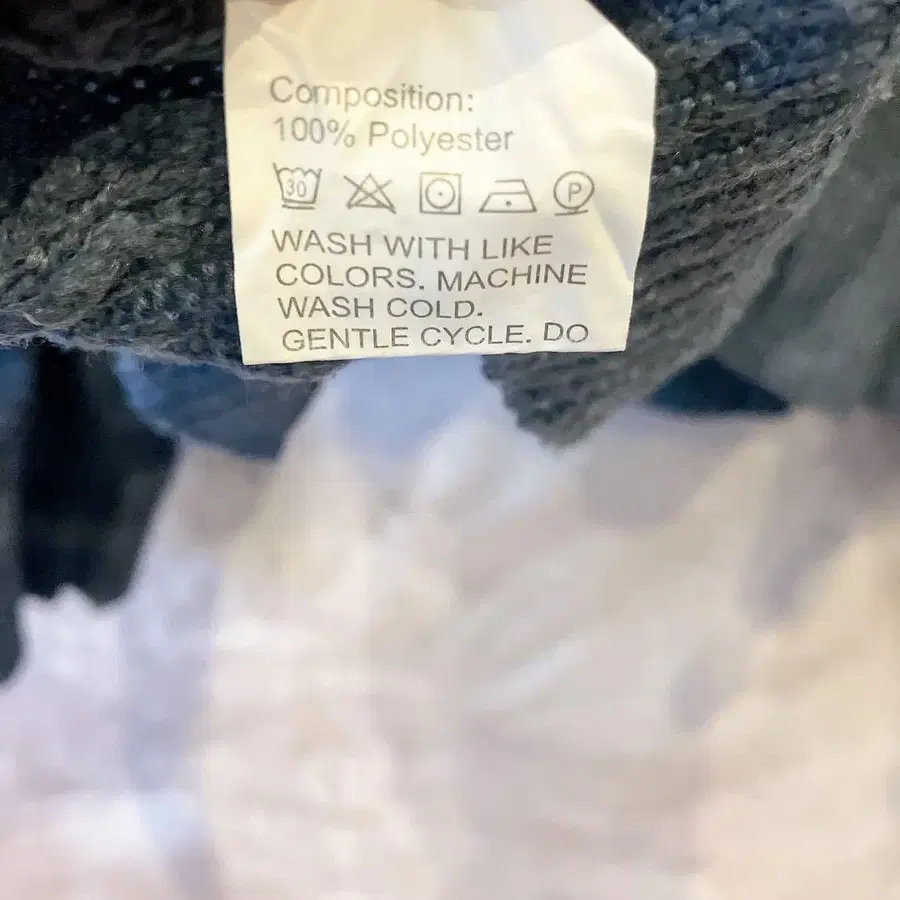 Composition:
100% Polyester
30 P
WASH WITH LIKE
COLORS. MACHINE
WASH COLD.
GENTLE CYCLE. DO